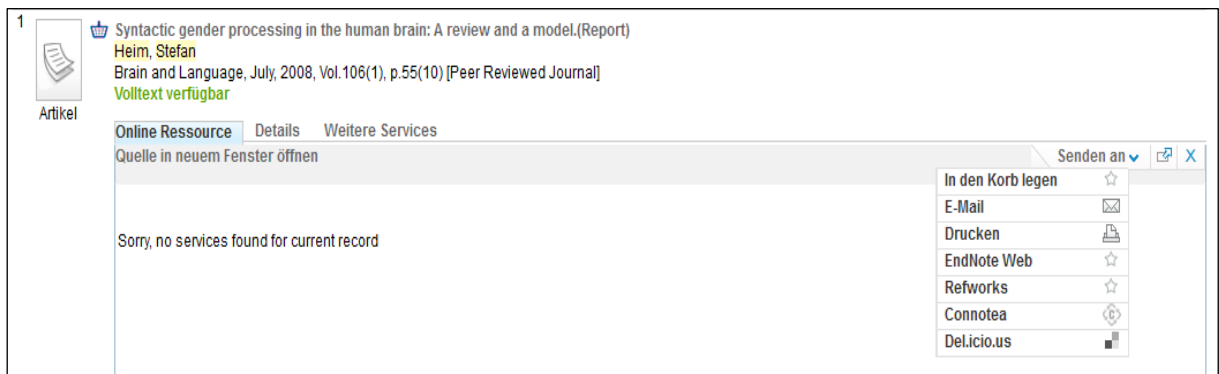 1
Syntactic gender processing in the human brain: A review and a model.(Report)
Heim, Stefan
Brain and Language, July, 2008, Vol.106(1), p.55(10) [Peer Reviewed Journal]
Volltext verfügbar
Artikel
Online Ressource Details Weitere Services
Quelle in neuem Fenster öffnen Senden an X
In den Korb legen
E-Mail
Sorry, no services found for current record
Drucken
EndNote Web
Refworks
Connotea
Del.icio.us